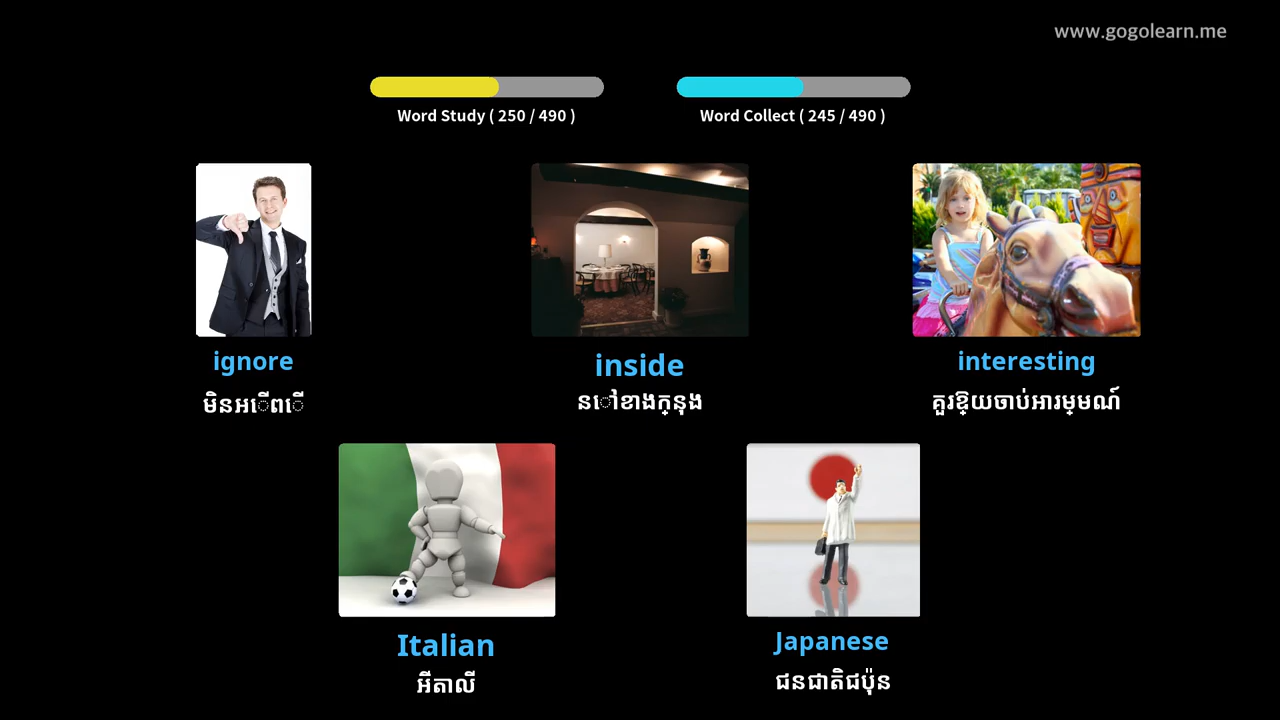 www.gogolearn.me
Word Study ( 250 / 490 )
Word Collect ( 245 / 490 )
ignore
មិនអើពើ
inside
នៅខាងក្នុង
interesting
គួរឱ្យចាប់អារម្មណ៍
Italian
អ៊ីតាលី
Japanese
ជនជាតិជប៉ុន